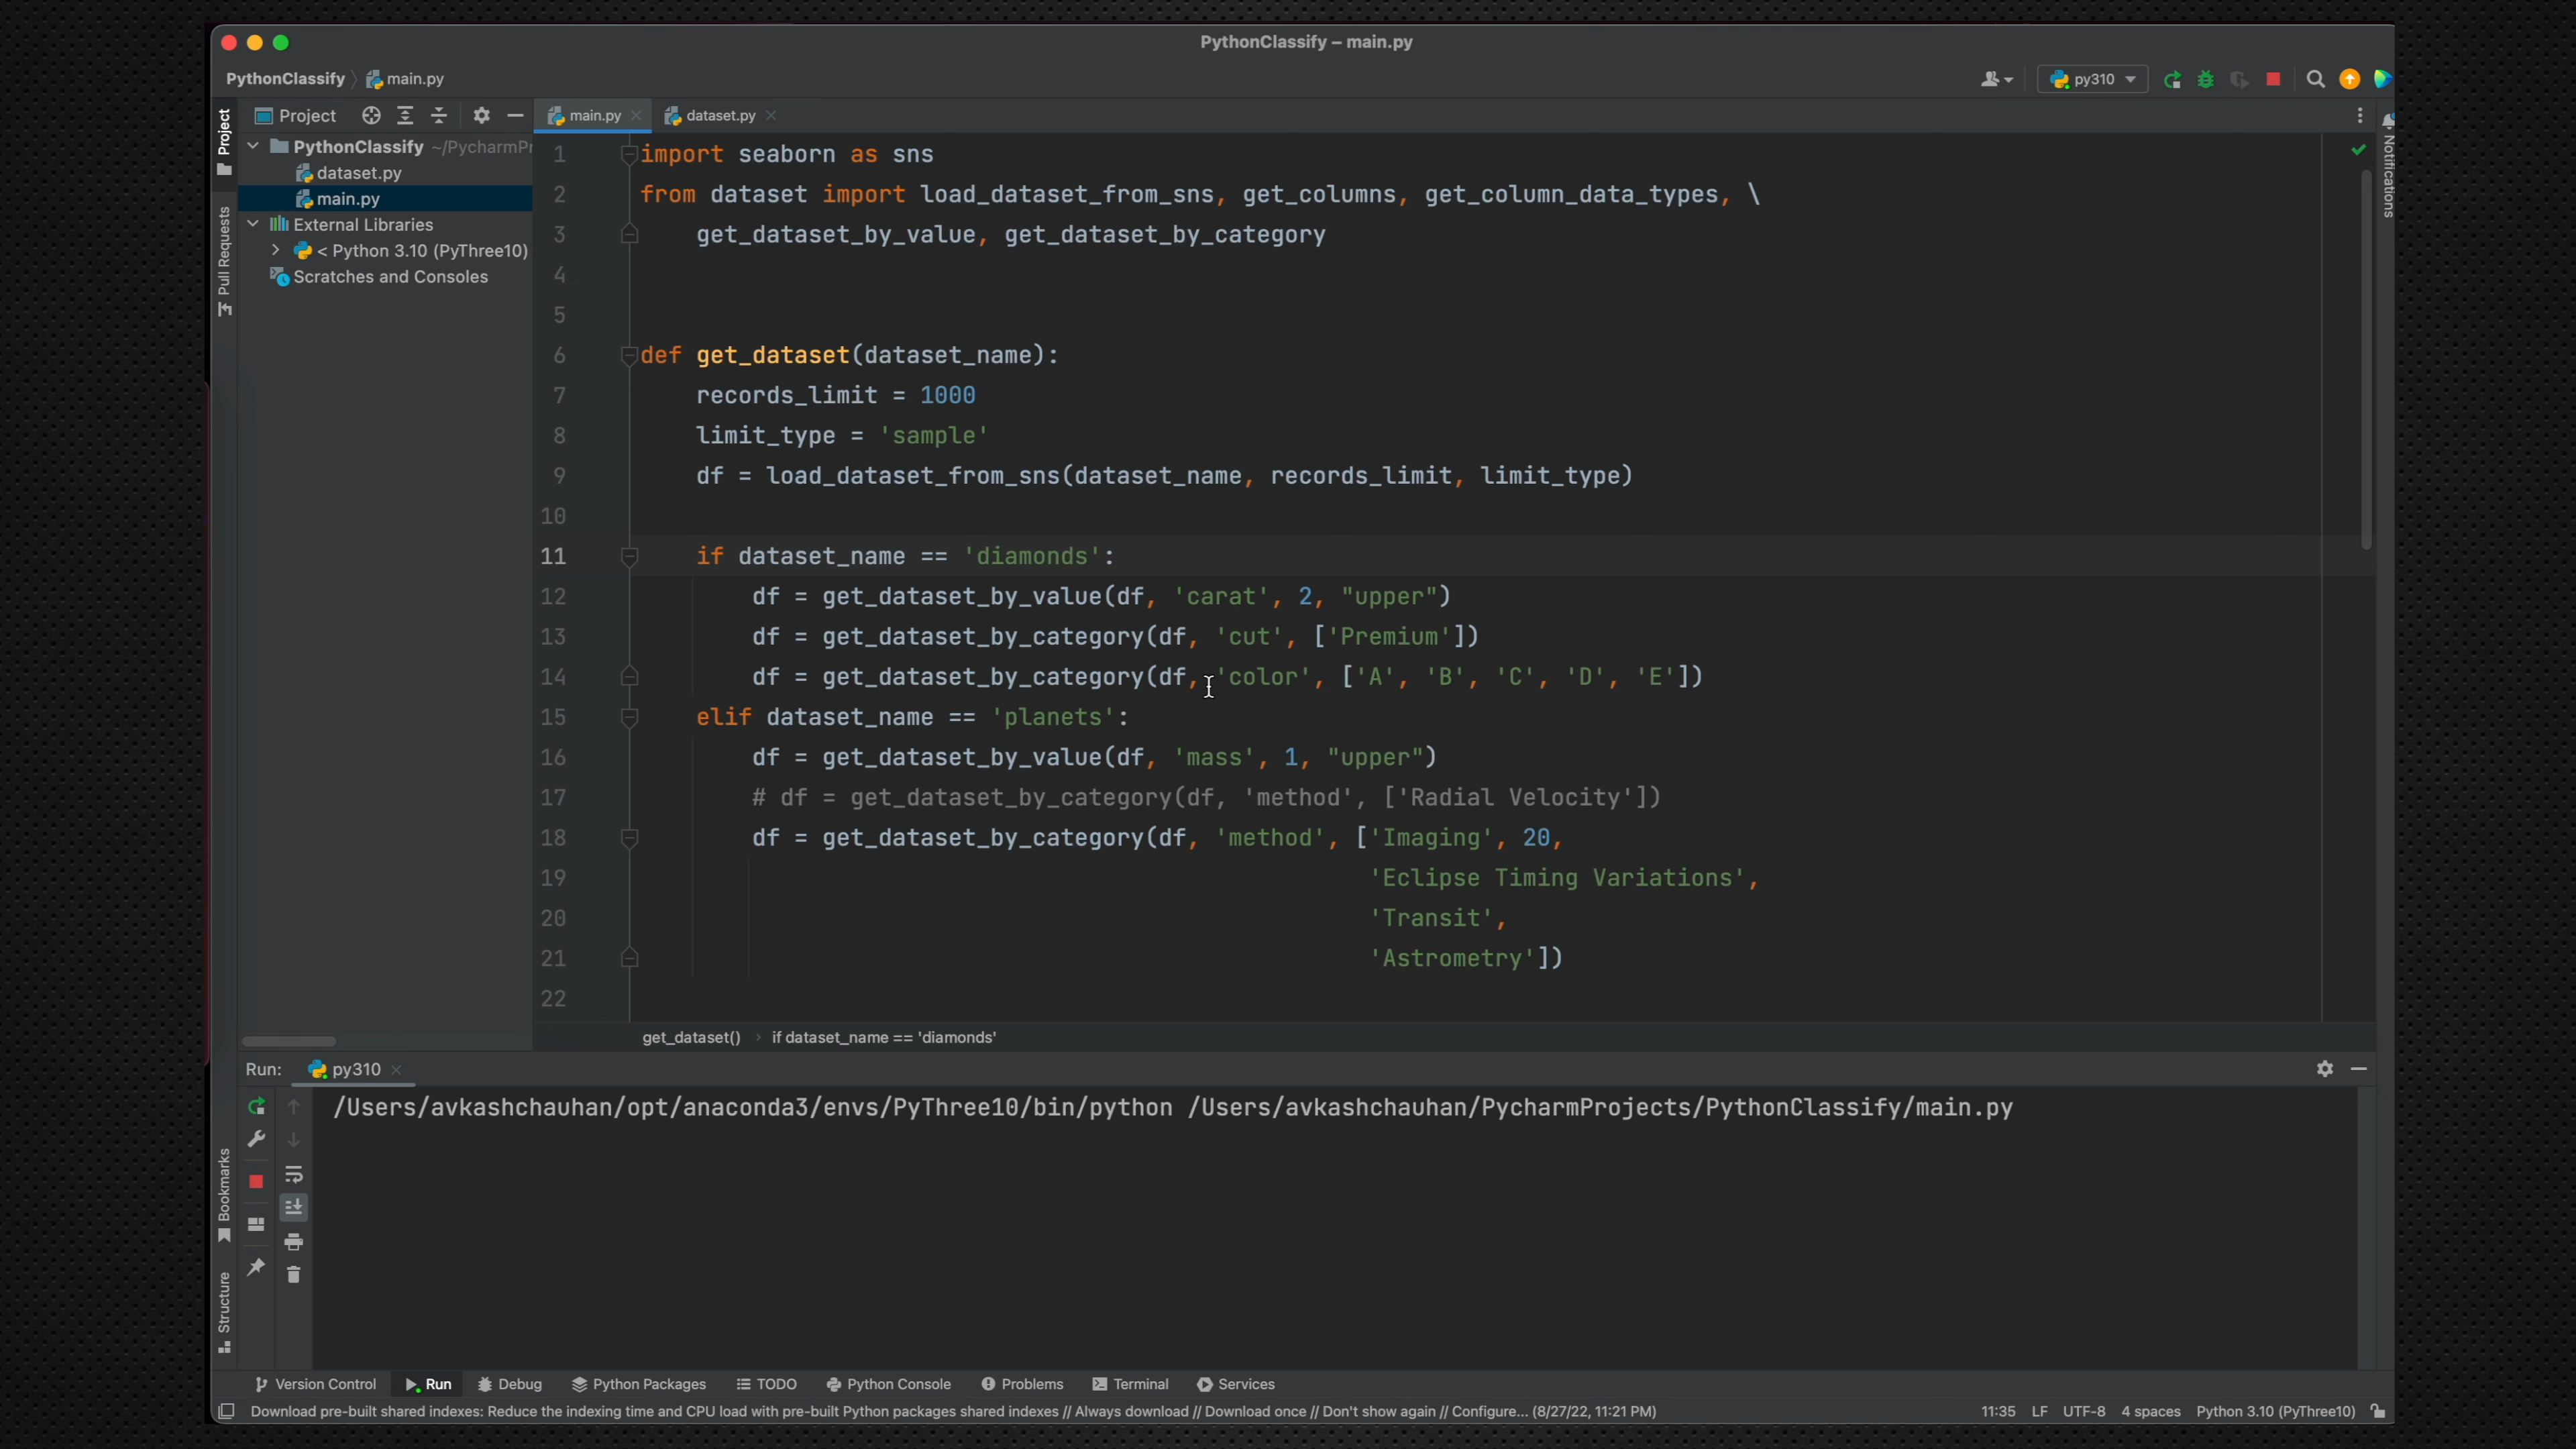 PythonClassify – main.py
PythonClassify main.py
py310
Project
main.py
dataset.py
Project
Pull Requests
Notifications
PythonClassify ~/PycharmPr
dataset.py
main.py
External Libraries
< Python 3.10 (PyThree10)
Scratches and Consoles
1 import seaborn as sns
2 from dataset import load_dataset_from_sns, get_columns, get_column_data_types, \
3     get_dataset_by_value, get_dataset_by_category
4
5
6 def get_dataset(dataset_name):
7     records_limit = 1000
8     limit_type = 'sample'
9     df = load_dataset_from_sns(dataset_name, records_limit, limit_type)
10
11     if dataset_name == 'diamonds':
12         df = get_dataset_by_value(df, 'carat', 2, "upper")
13         df = get_dataset_by_category(df, 'cut', ['Premium'])
14         df = get_dataset_by_category(df, 'color', ['A', 'B', 'C', 'D', 'E'])
15     elif dataset_name == 'planets':
16         df = get_dataset_by_value(df, 'mass', 1, "upper")
17         # df = get_dataset_by_category(df, 'method', ['Radial Velocity'])
18         df = get_dataset_by_category(df, 'method', ['Imaging', 20,
19                                                     'Eclipse Timing Variations',
20                                                     'Transit',
21                                                     'Astrometry'])
22
get_dataset() › if dataset_name == 'diamonds'
Run: py310
/Users/avkashchauhan/opt/anaconda3/envs/PyThree10/bin/python /Users/avkashchauhan/PycharmProjects/PythonClassify/main.py
Bookmarks
Structure
Version Control Run Debug Python Packages TODO Python Console Problems Terminal Services
Download pre-built shared indexes: Reduce the indexing time and CPU load with pre-built Python packages shared indexes // Always download // Download once // Don't show again // Configure... (8/27/22, 11:21 PM) 11:35 LF UTF-8 4 spaces Python 3.10 (PyThree10)